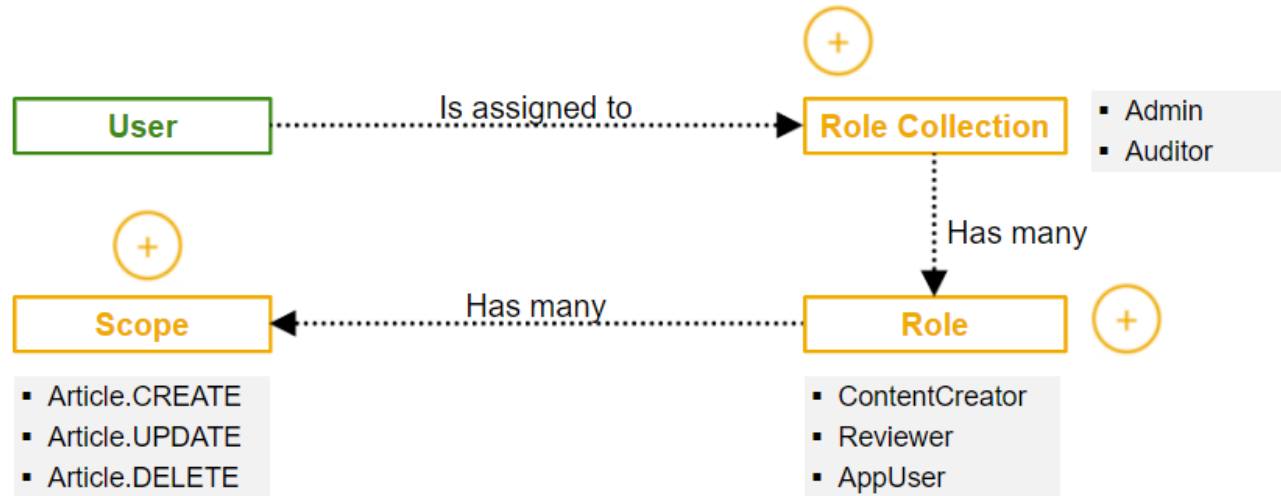 +
User
Is assigned to
Role Collection
▪ Admin
▪ Auditor
Has many
+
Scope
Has many
Role
+
▪ Article.CREATE
▪ Article.UPDATE
▪ Article.DELETE
▪ ContentCreator
▪ Reviewer
▪ AppUser